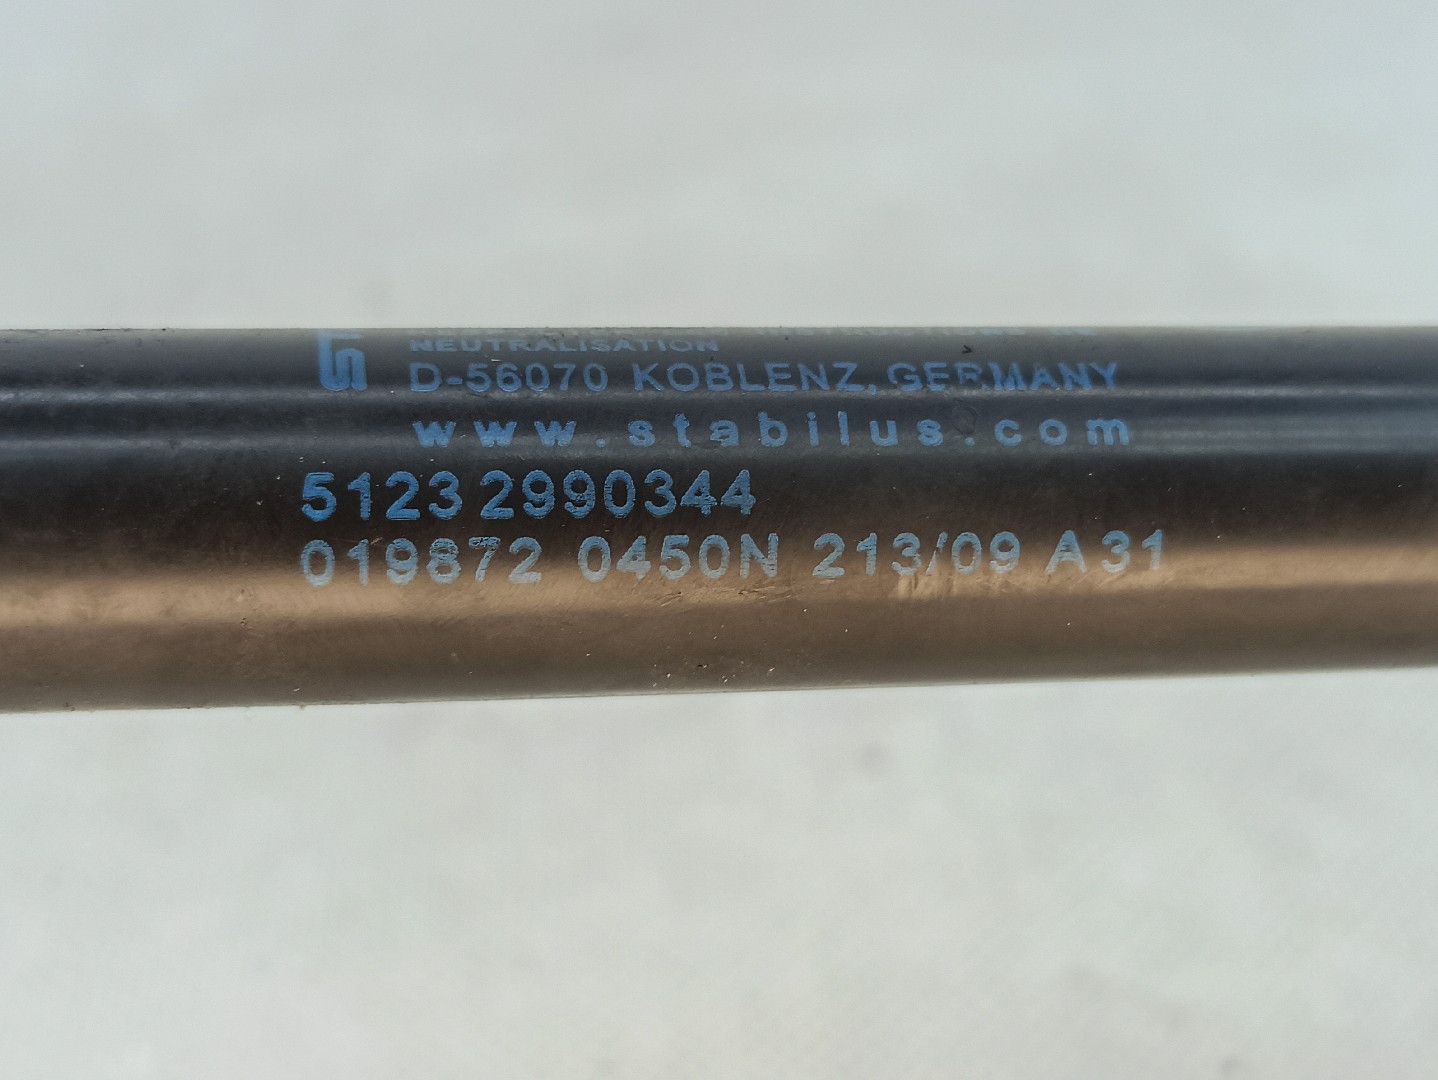 NEUTRALISATION
D-56070 KOBLENZ, GERMANY
www.stabilus.com
5123 2990344
019872 0450N 213/09 A31